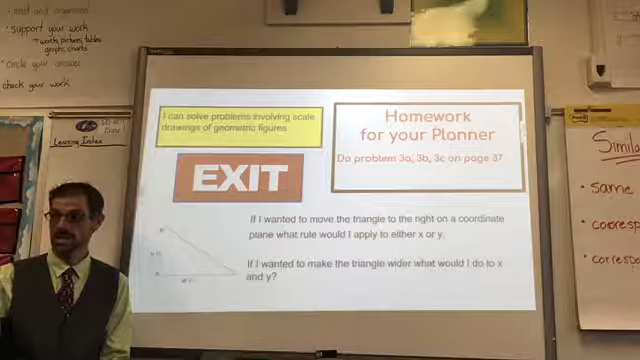 support your work
words, pictures, tables
graphs, charts
circle your answer
check your work
Learning Index
I can solve problems involving scale
drawings of geometric figures
Homework
for your Planner
Do problem 3a, 3b, 3c on page 37
EXIT
If I wanted to move the triangle to the right on a coordinate
plane what rule would I apply to either x or y.
If I wanted to make the triangle wider what would I do to x
and y?
same